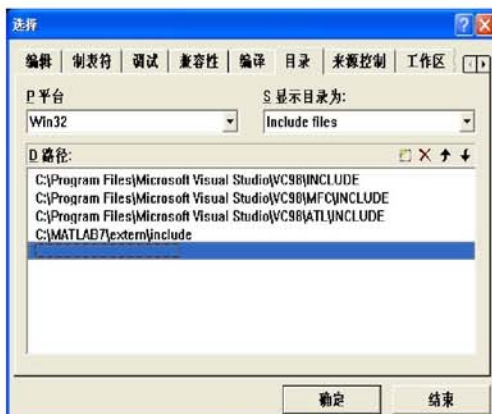 选择
编辑 制表符 调试 兼容性 编译 目录 来源控制 工作区
P 平台
S 显示目录为:
Win32
Include files
D 路径:
C:\Program Files\Microsoft Visual Studio\VC98\INCLUDE
C:\Program Files\Microsoft Visual Studio\VC98\MFC\INCLUDE
C:\Program Files\Microsoft Visual Studio\VC98\ATL\INCLUDE
C:\MATLAB7\extern\include
确定
结束